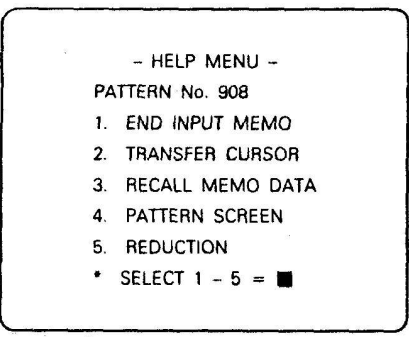 - HELP MENU -
PATTERN No. 908
1. END INPUT MEMO
2. TRANSFER CURSOR
3. RECALL MEMO DATA
4. PATTERN SCREEN
5. REDUCTION
* SELECT 1 - 5 = ■